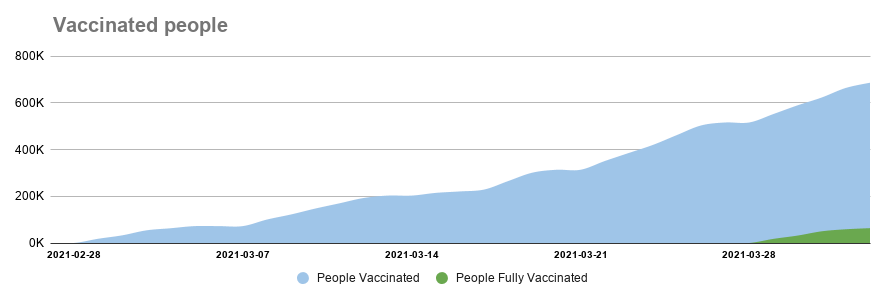 Vaccinated people
800K
600K
400K
200K
0K
2021-02-28 2021-03-07 2021-03-14 2021-03-21 2021-03-28
People Vaccinated People Fully Vaccinated